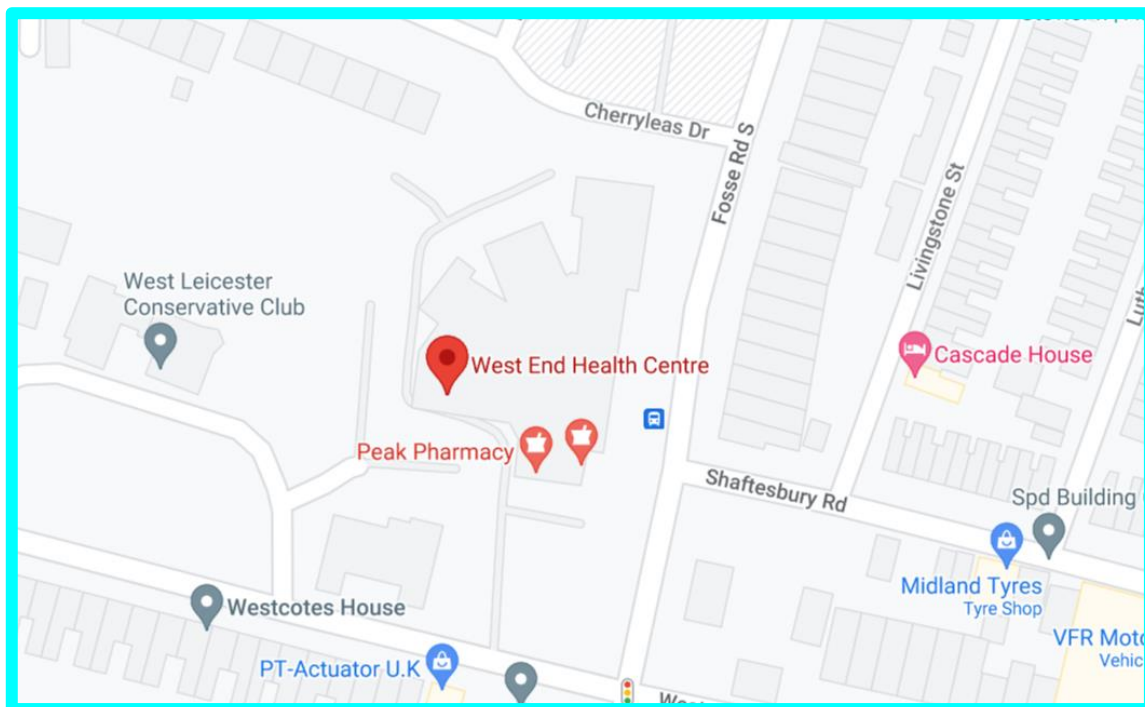 Cherryleas Dr
Fosse Rd S
Livingstone St
West Leicester
Conservative Club
West End Health Centre
Cascade House
Peak Pharmacy
Shaftesbury Rd
Spd Building
Midland Tyres
Tyre Shop
Westcotes House
VFR
PT-Actuator U.K